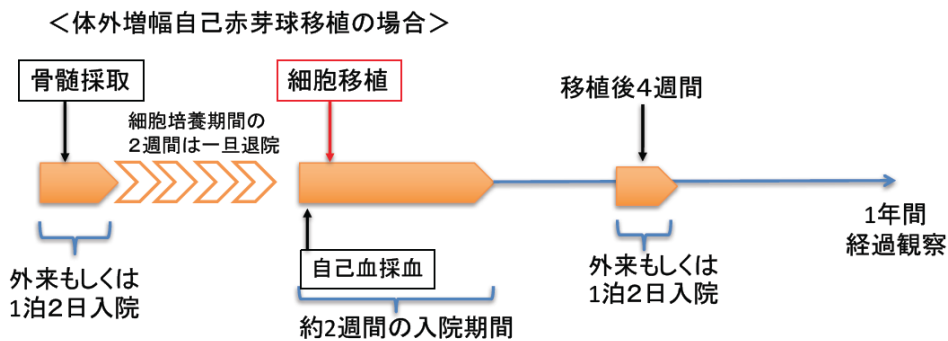 ＜体外増幅自己赤芽球移植の場合＞
骨髄採取
細胞培養期間の
２週間は一旦退院
細胞移植
移植後４週間
自己血採血
外来もしくは
1泊２日入院
約2週間の入院期間
外来もしくは
1泊２日入院
1年間
経過観察